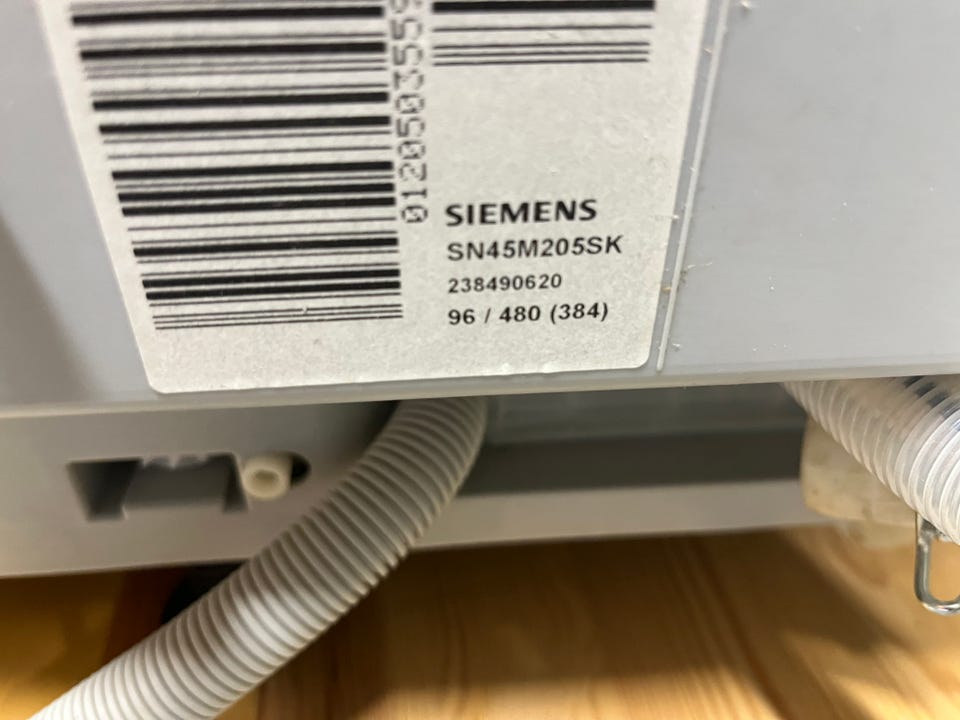 SIEMENS
SN45M205SK
238490620
96 / 480 (384)